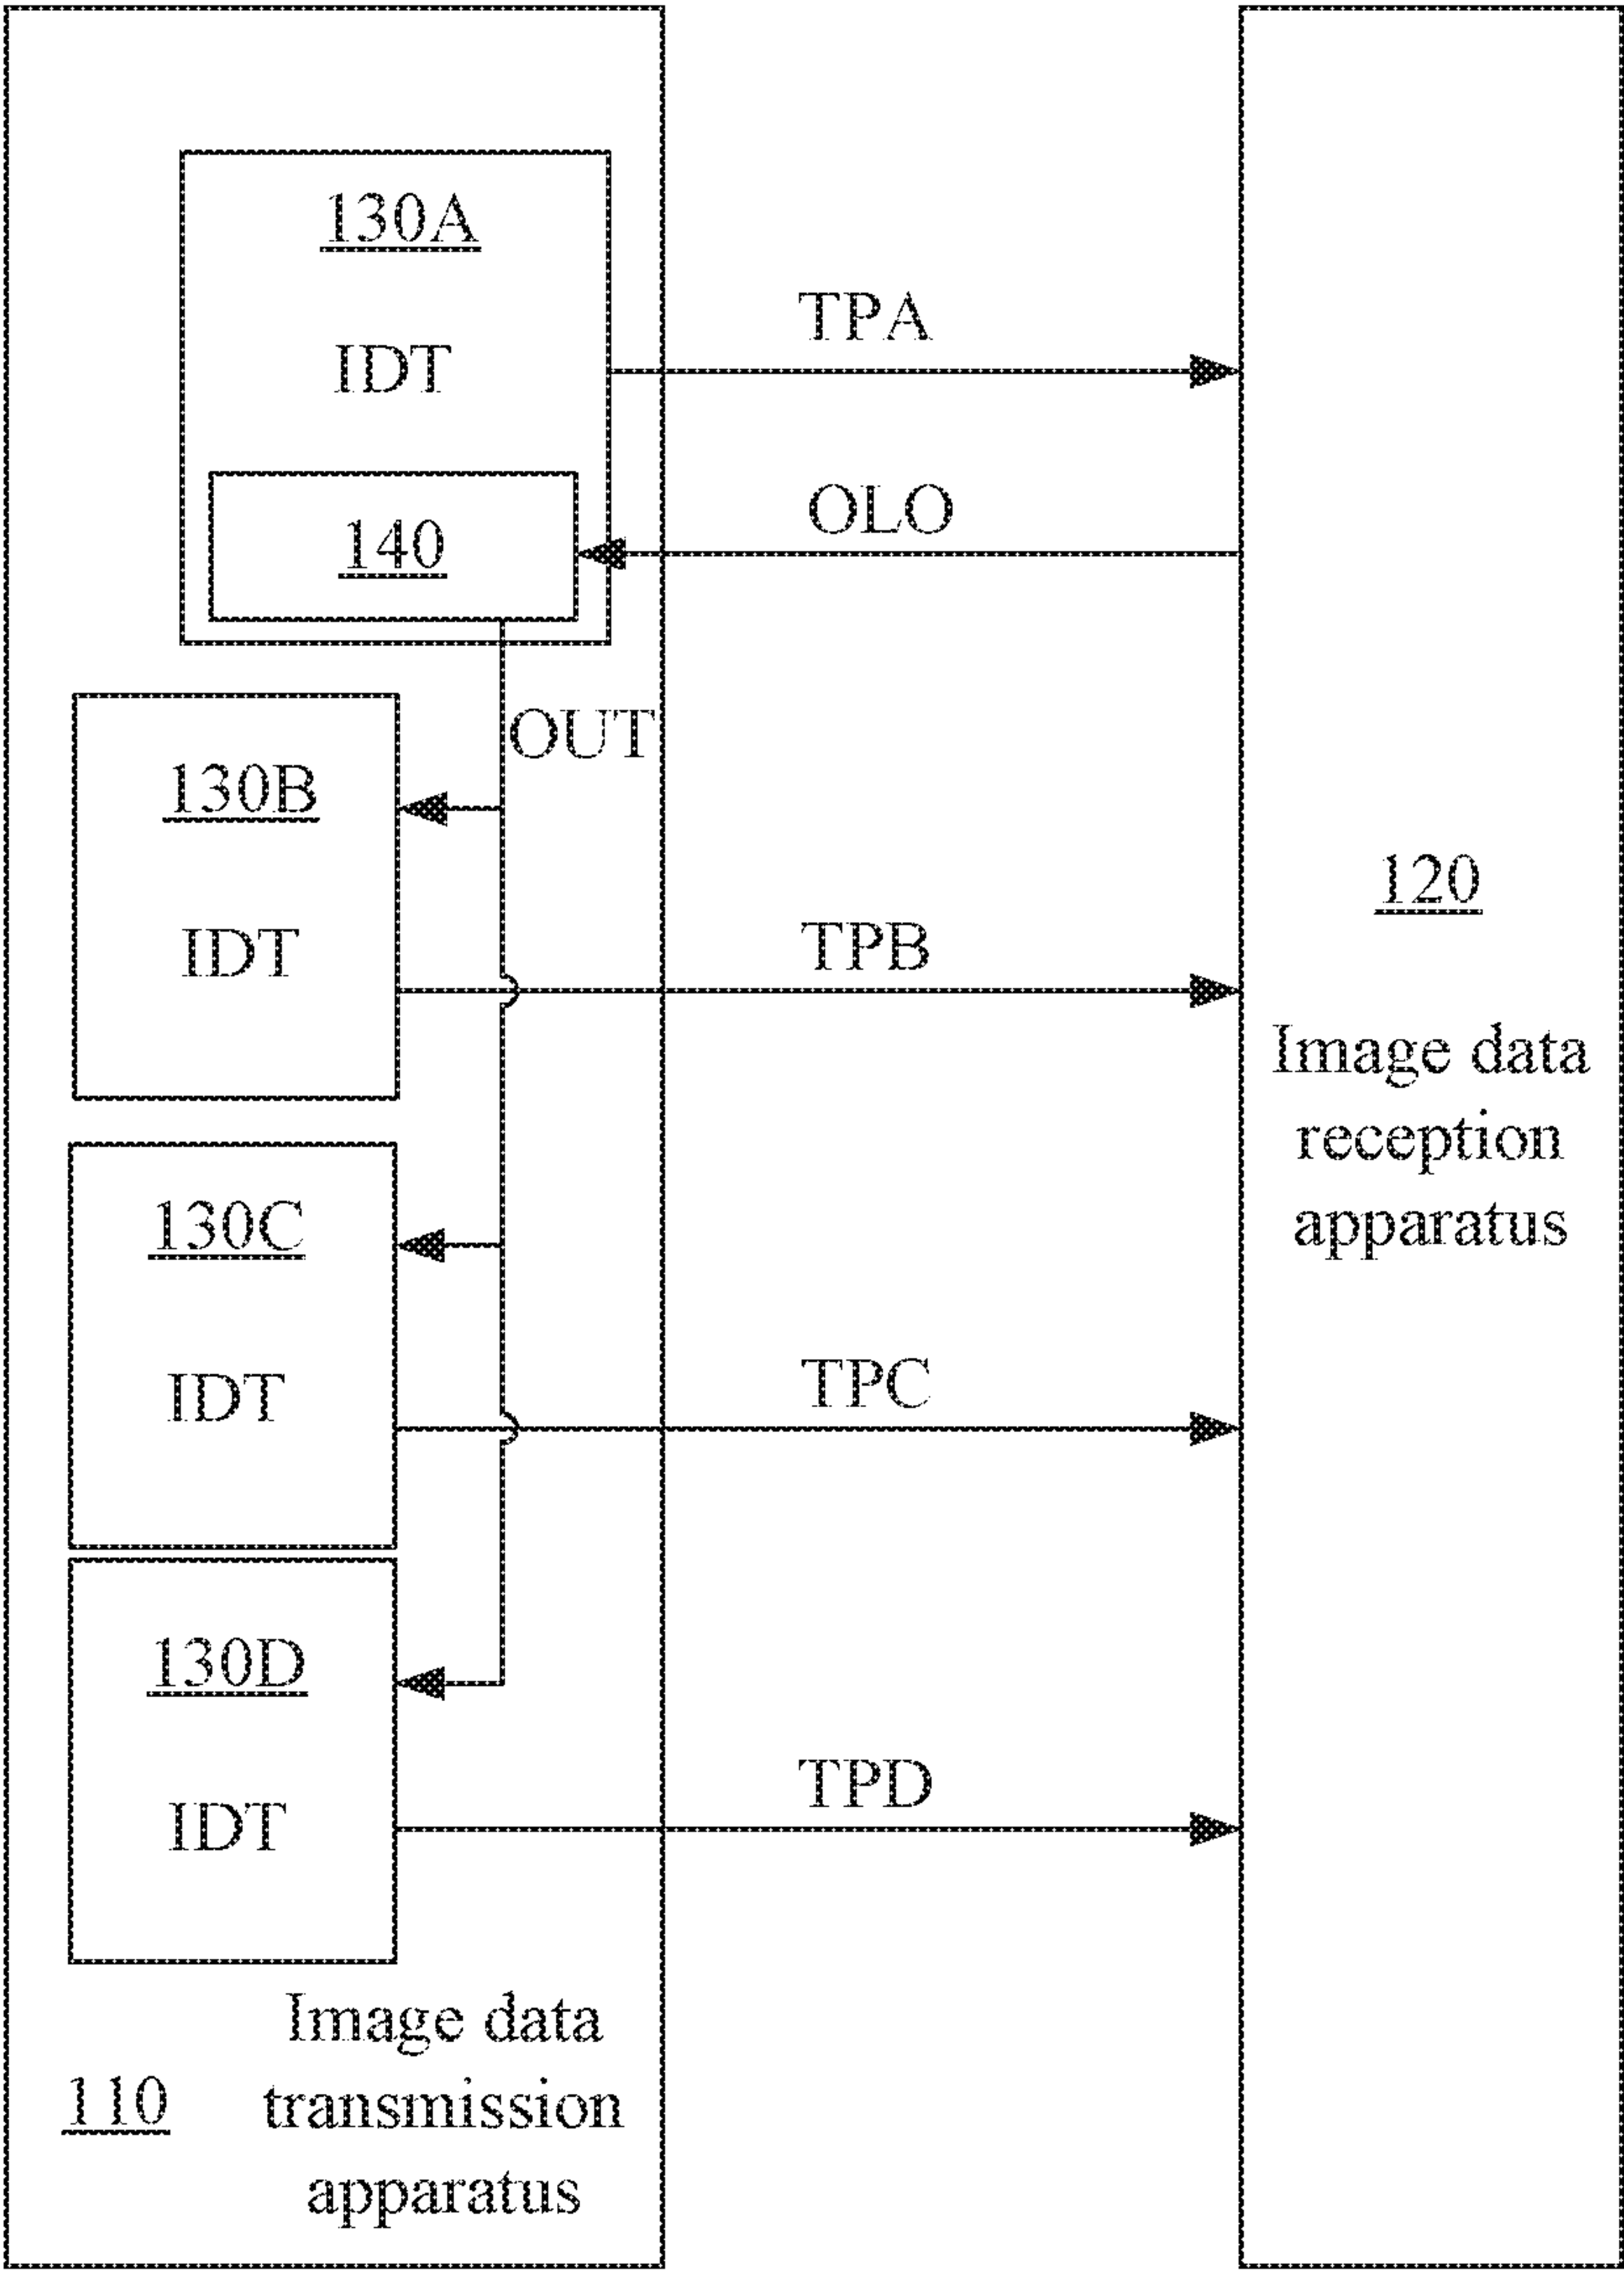 130A
IDT
TPA
OLO
140
OUT
130B
IDT
TPB
120
Image data
reception
apparatus
130C
IDT
TPC
130D
IDT
TPD
Image data
transmission
apparatus
110